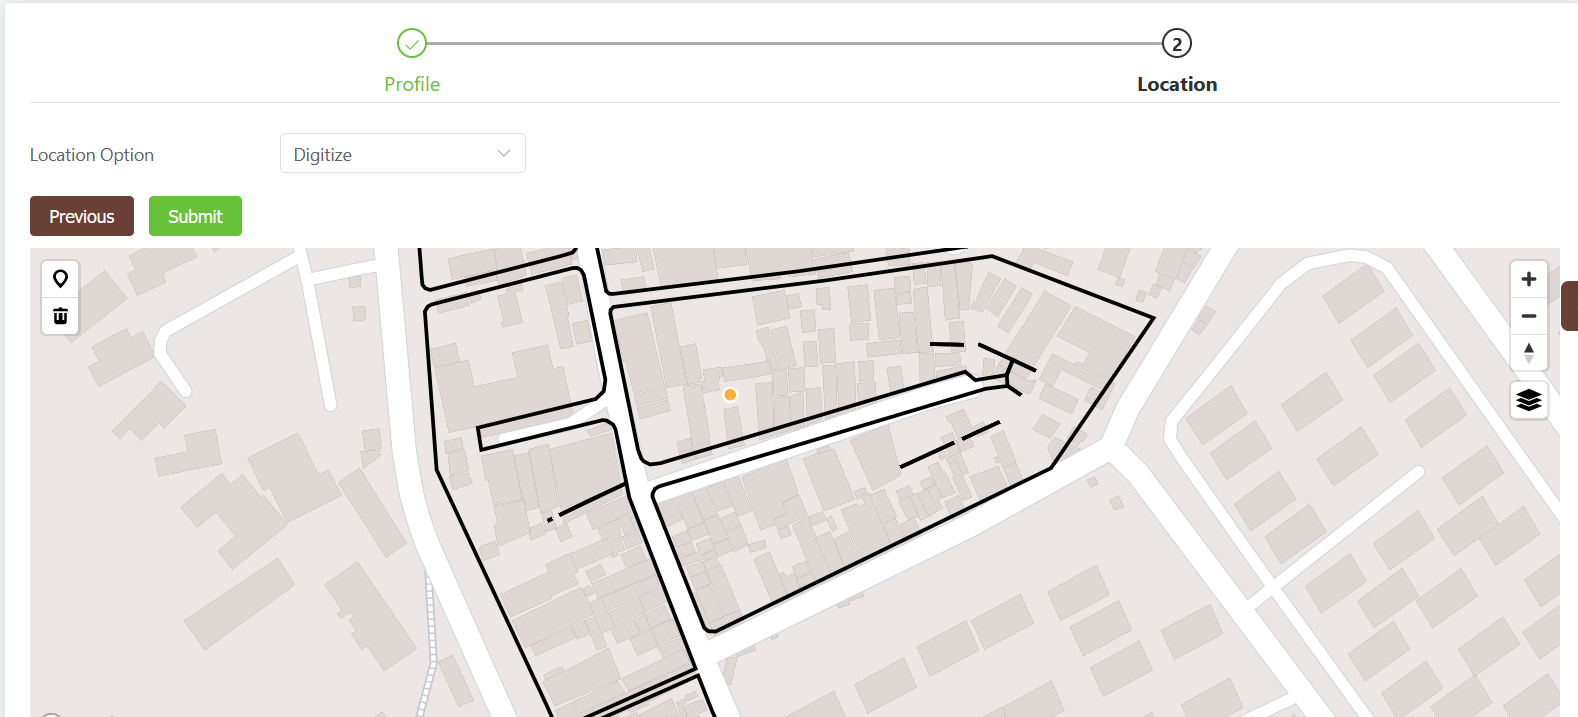 2
Profile
Location
Location Option
Digitize
Previous
Submit